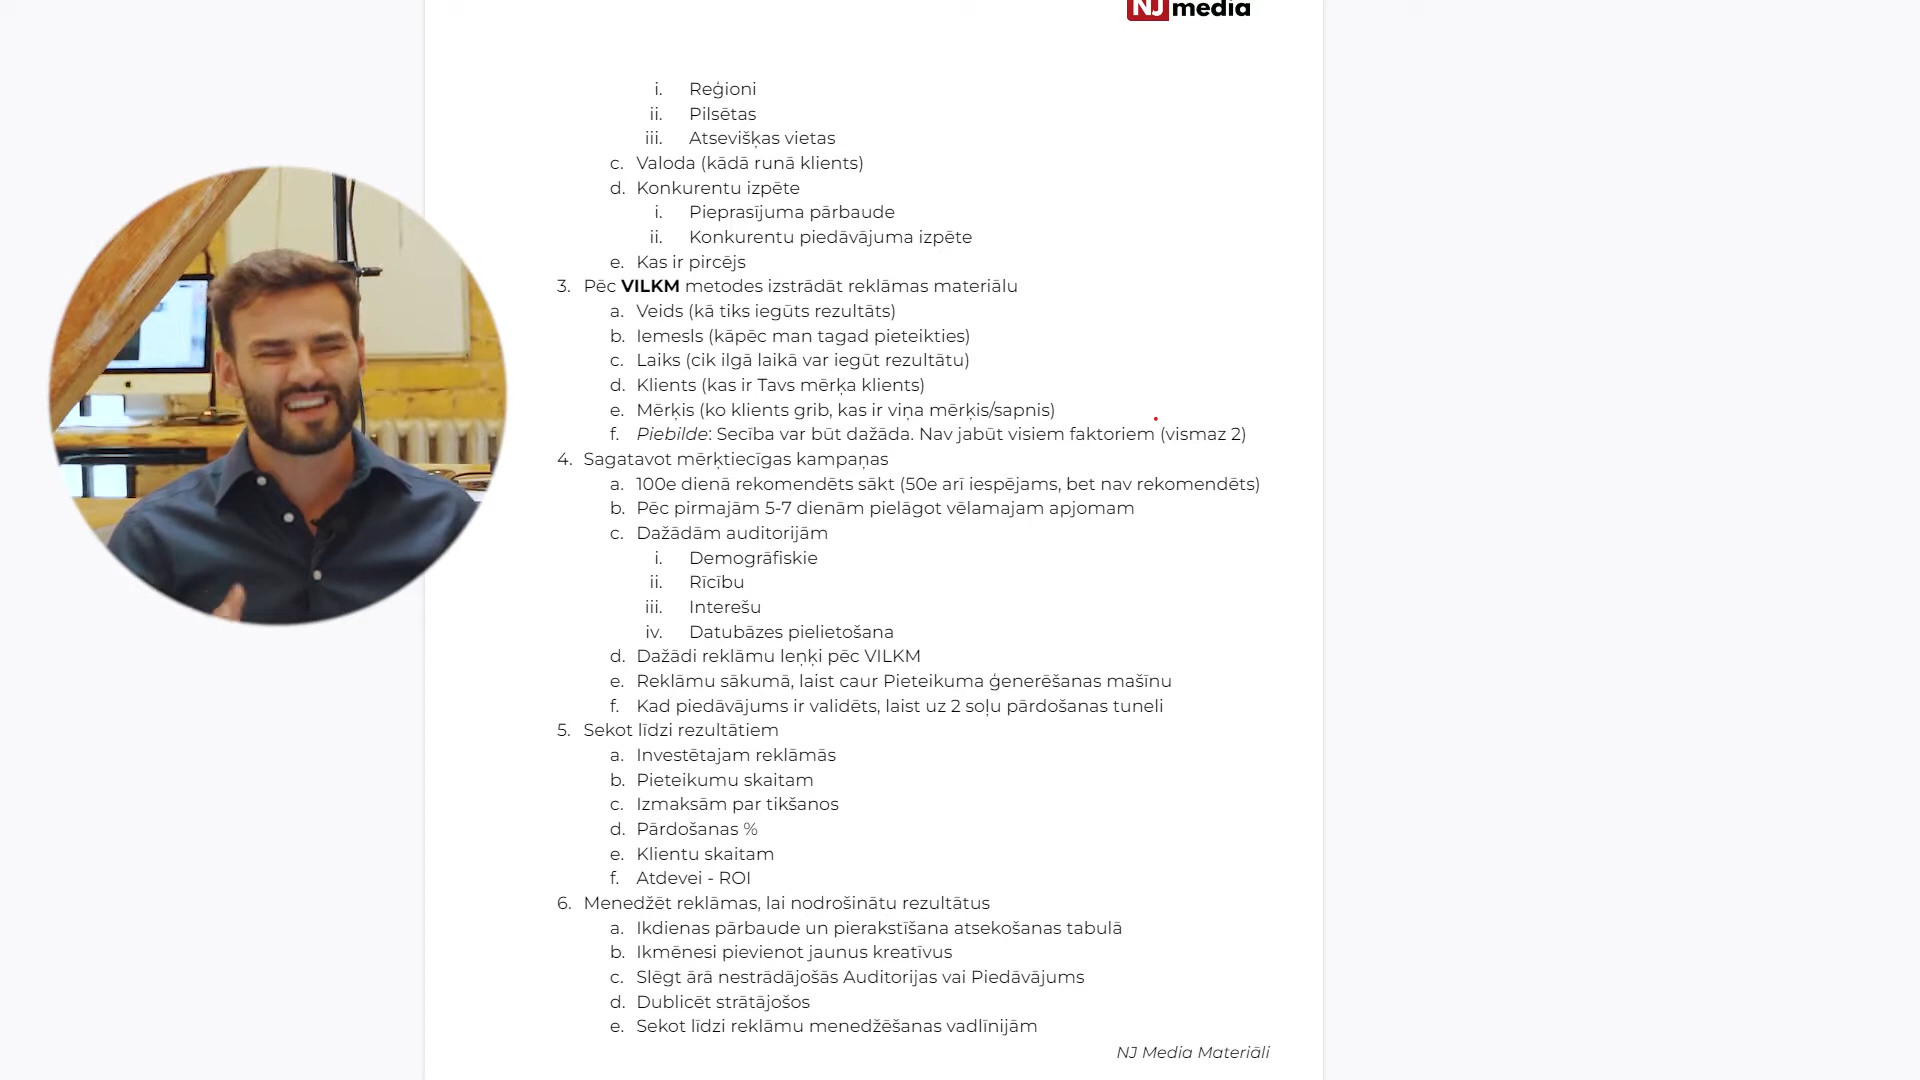 NJ media
i. Reģioni
ii. Pilsētas
iii. Atsevišķas vietas
c. Valoda (kādā runā klients)
d. Konkurentu izpēte
i. Pieprasījuma pārbaude
ii. Konkurentu piedāvājuma izpēte
e. Kas ir pircējs
3. Pēc VILKM metodes izstrādāt reklāmas materiālu
a. Veids (kā tiks iegūts rezultāts)
b. Iemesls (kāpēc man tagad pieteikties)
c. Laiks (cik ilgā laikā var iegūt rezultātu)
d. Klients (kas ir Tavs mērķa klients)
e. Mērķis (ko klients grib, kas ir viņa mērķis/sapnis)
f. Piebilde: Secība var būt dažāda. Nav jabūt visiem faktoriem (vismaz 2)
4. Sagatavot mērķtiecīgas kampaņas
a. 100e dienā rekomendēts sākt (50e arī iespējams, bet nav rekomendēts)
b. Pēc pirmajām 5-7 dienām pielāgot vēlamajam apjomam
c. Dažādām auditorijām
i. Demogrāfiskie
ii. Rīcību
iii. Interešu
iv. Datubāzes pielietošana
d. Dažādi reklāmu leņķi pēc VILKM
e. Reklāmu sākumā, laist caur Pieteikuma ģenerēšanas mašīnu
f. Kad piedāvājums ir validēts, laist uz 2 soļu pārdošanas tuneli
5. Sekot līdzi rezultātiem
a. Investētajam reklāmās
b. Pieteikumu skaitam
c. Izmaksām par tikšanos
d. Pārdošanas %
e. Klientu skaitam
f. Atdevei - ROI
6. Menedžēt reklāmas, lai nodrošinātu rezultātus
a. Ikdienas pārbaude un pierakstīšana atsekošanas tabulā
b. Ikmēnesi pievienot jaunus kreatīvus
c. Slēgt ārā nestrādājošās Auditorijas vai Piedāvājums
d. Dublicēt strātājošos
e. Sekot līdzi reklāmu menedžēšanas vadlīnijām
NJ Media Materiāli